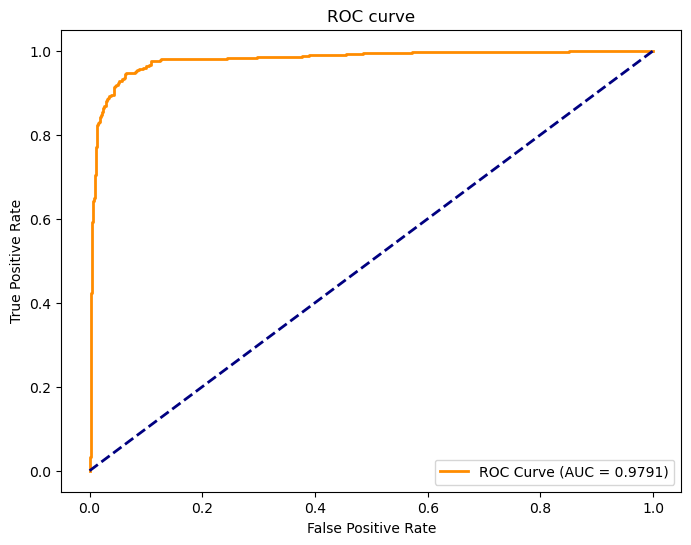 ROC curve
True Positive Rate
1.0
0.8
0.6
0.4
0.2
0.0
ROC Curve (AUC = 0.9791)
0.0 0.2 0.4 0.6 0.8 1.0
False Positive Rate